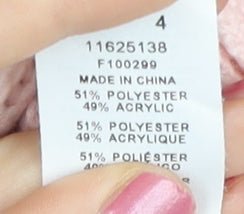 4
11625138
F100299
MADE IN CHINA
51% POLYESTER
49% ACRYLIC
51% POLYESTER
49% ACRYLIQUE
51% POLIÉSTER